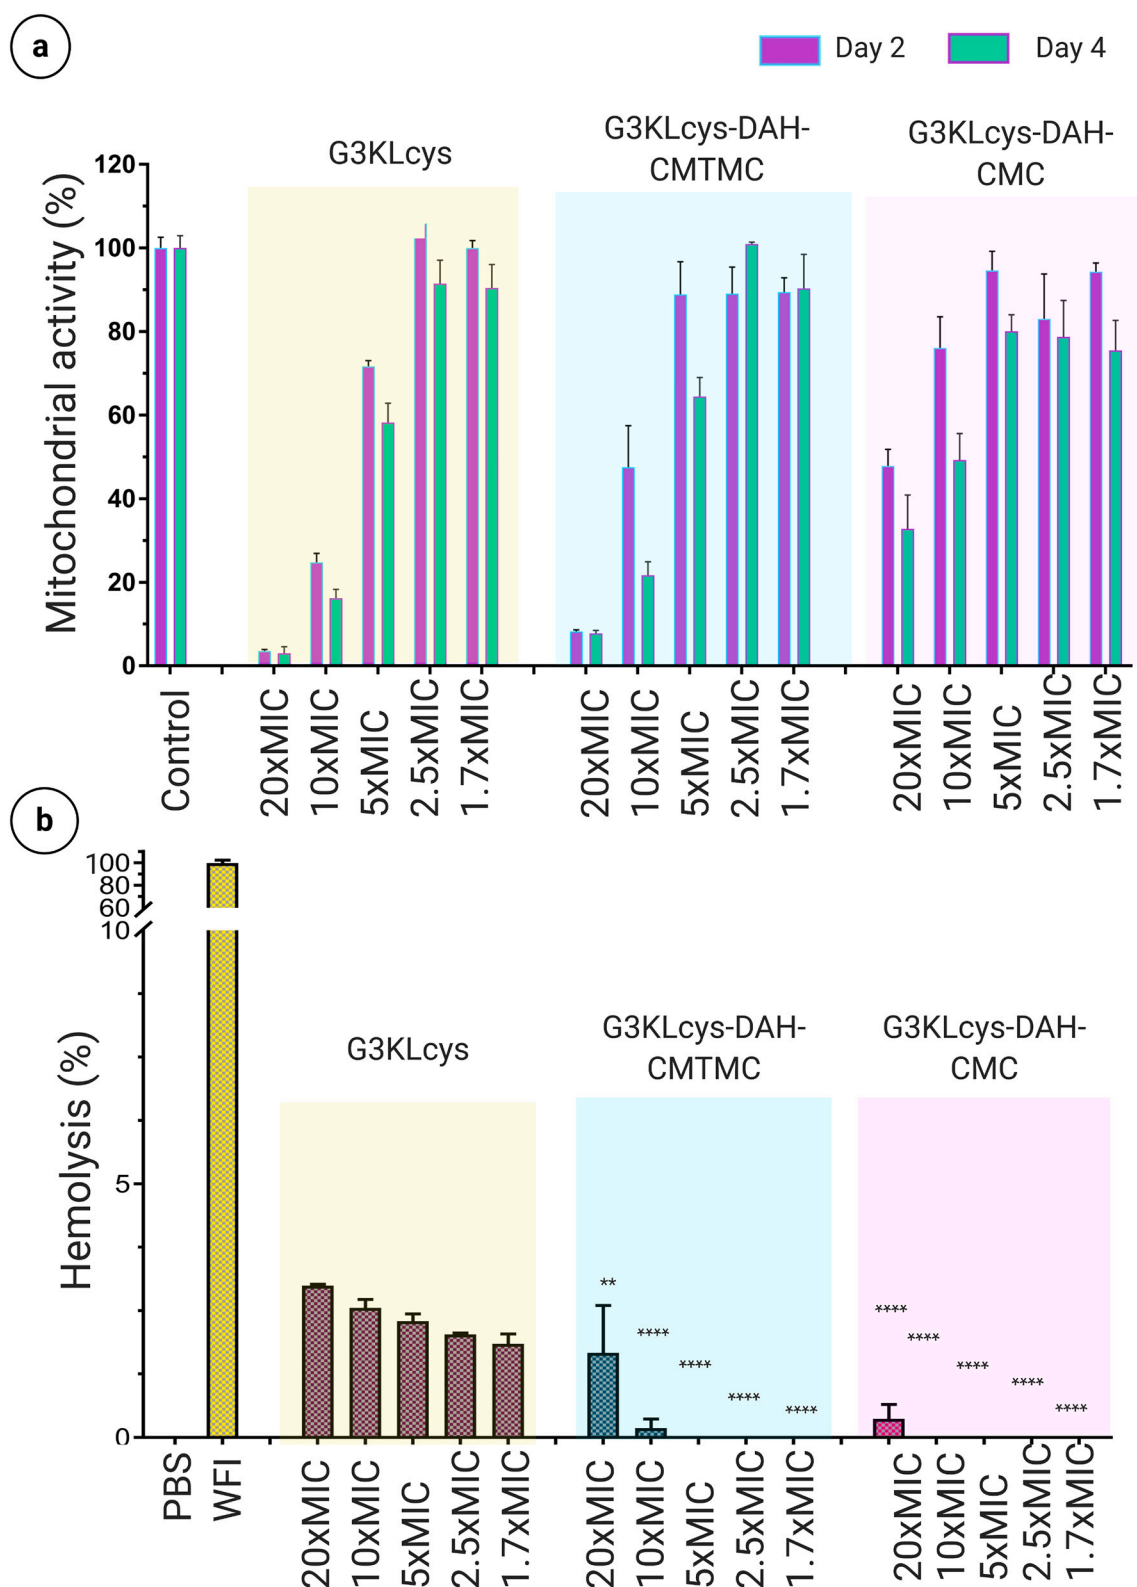 a
Day 2
Day 4
G3KLcys
G3KLcys-DAH-
CMTMC
G3KLcys-DAH-
CMC
Mitochondrial activity (%)
120
100
80
60
40
20
0
Control
20xMIC
10xMIC
5xMIC
2.5xMIC
1.7xMIC
20xMIC
10xMIC
5xMIC
2.5xMIC
1.7xMIC
20xMIC
10xMIC
5xMIC
2.5xMIC
1.7xMIC
b
Hemolysis (%)
100
80
60
10
5
0
G3KLcys
G3KLcys-DAH-
CMTMC
G3KLcys-DAH-
CMC
**
****
****
****
****
****
****
****
****
****
PBS
WFI
20xMIC
10xMIC
5xMIC
2.5xMIC
1.7xMIC
20xMIC
10xMIC
5xMIC
2.5xMIC
1.7xMIC
20xMIC
10xMIC
5xMIC
2.5xMIC
1.7xMIC